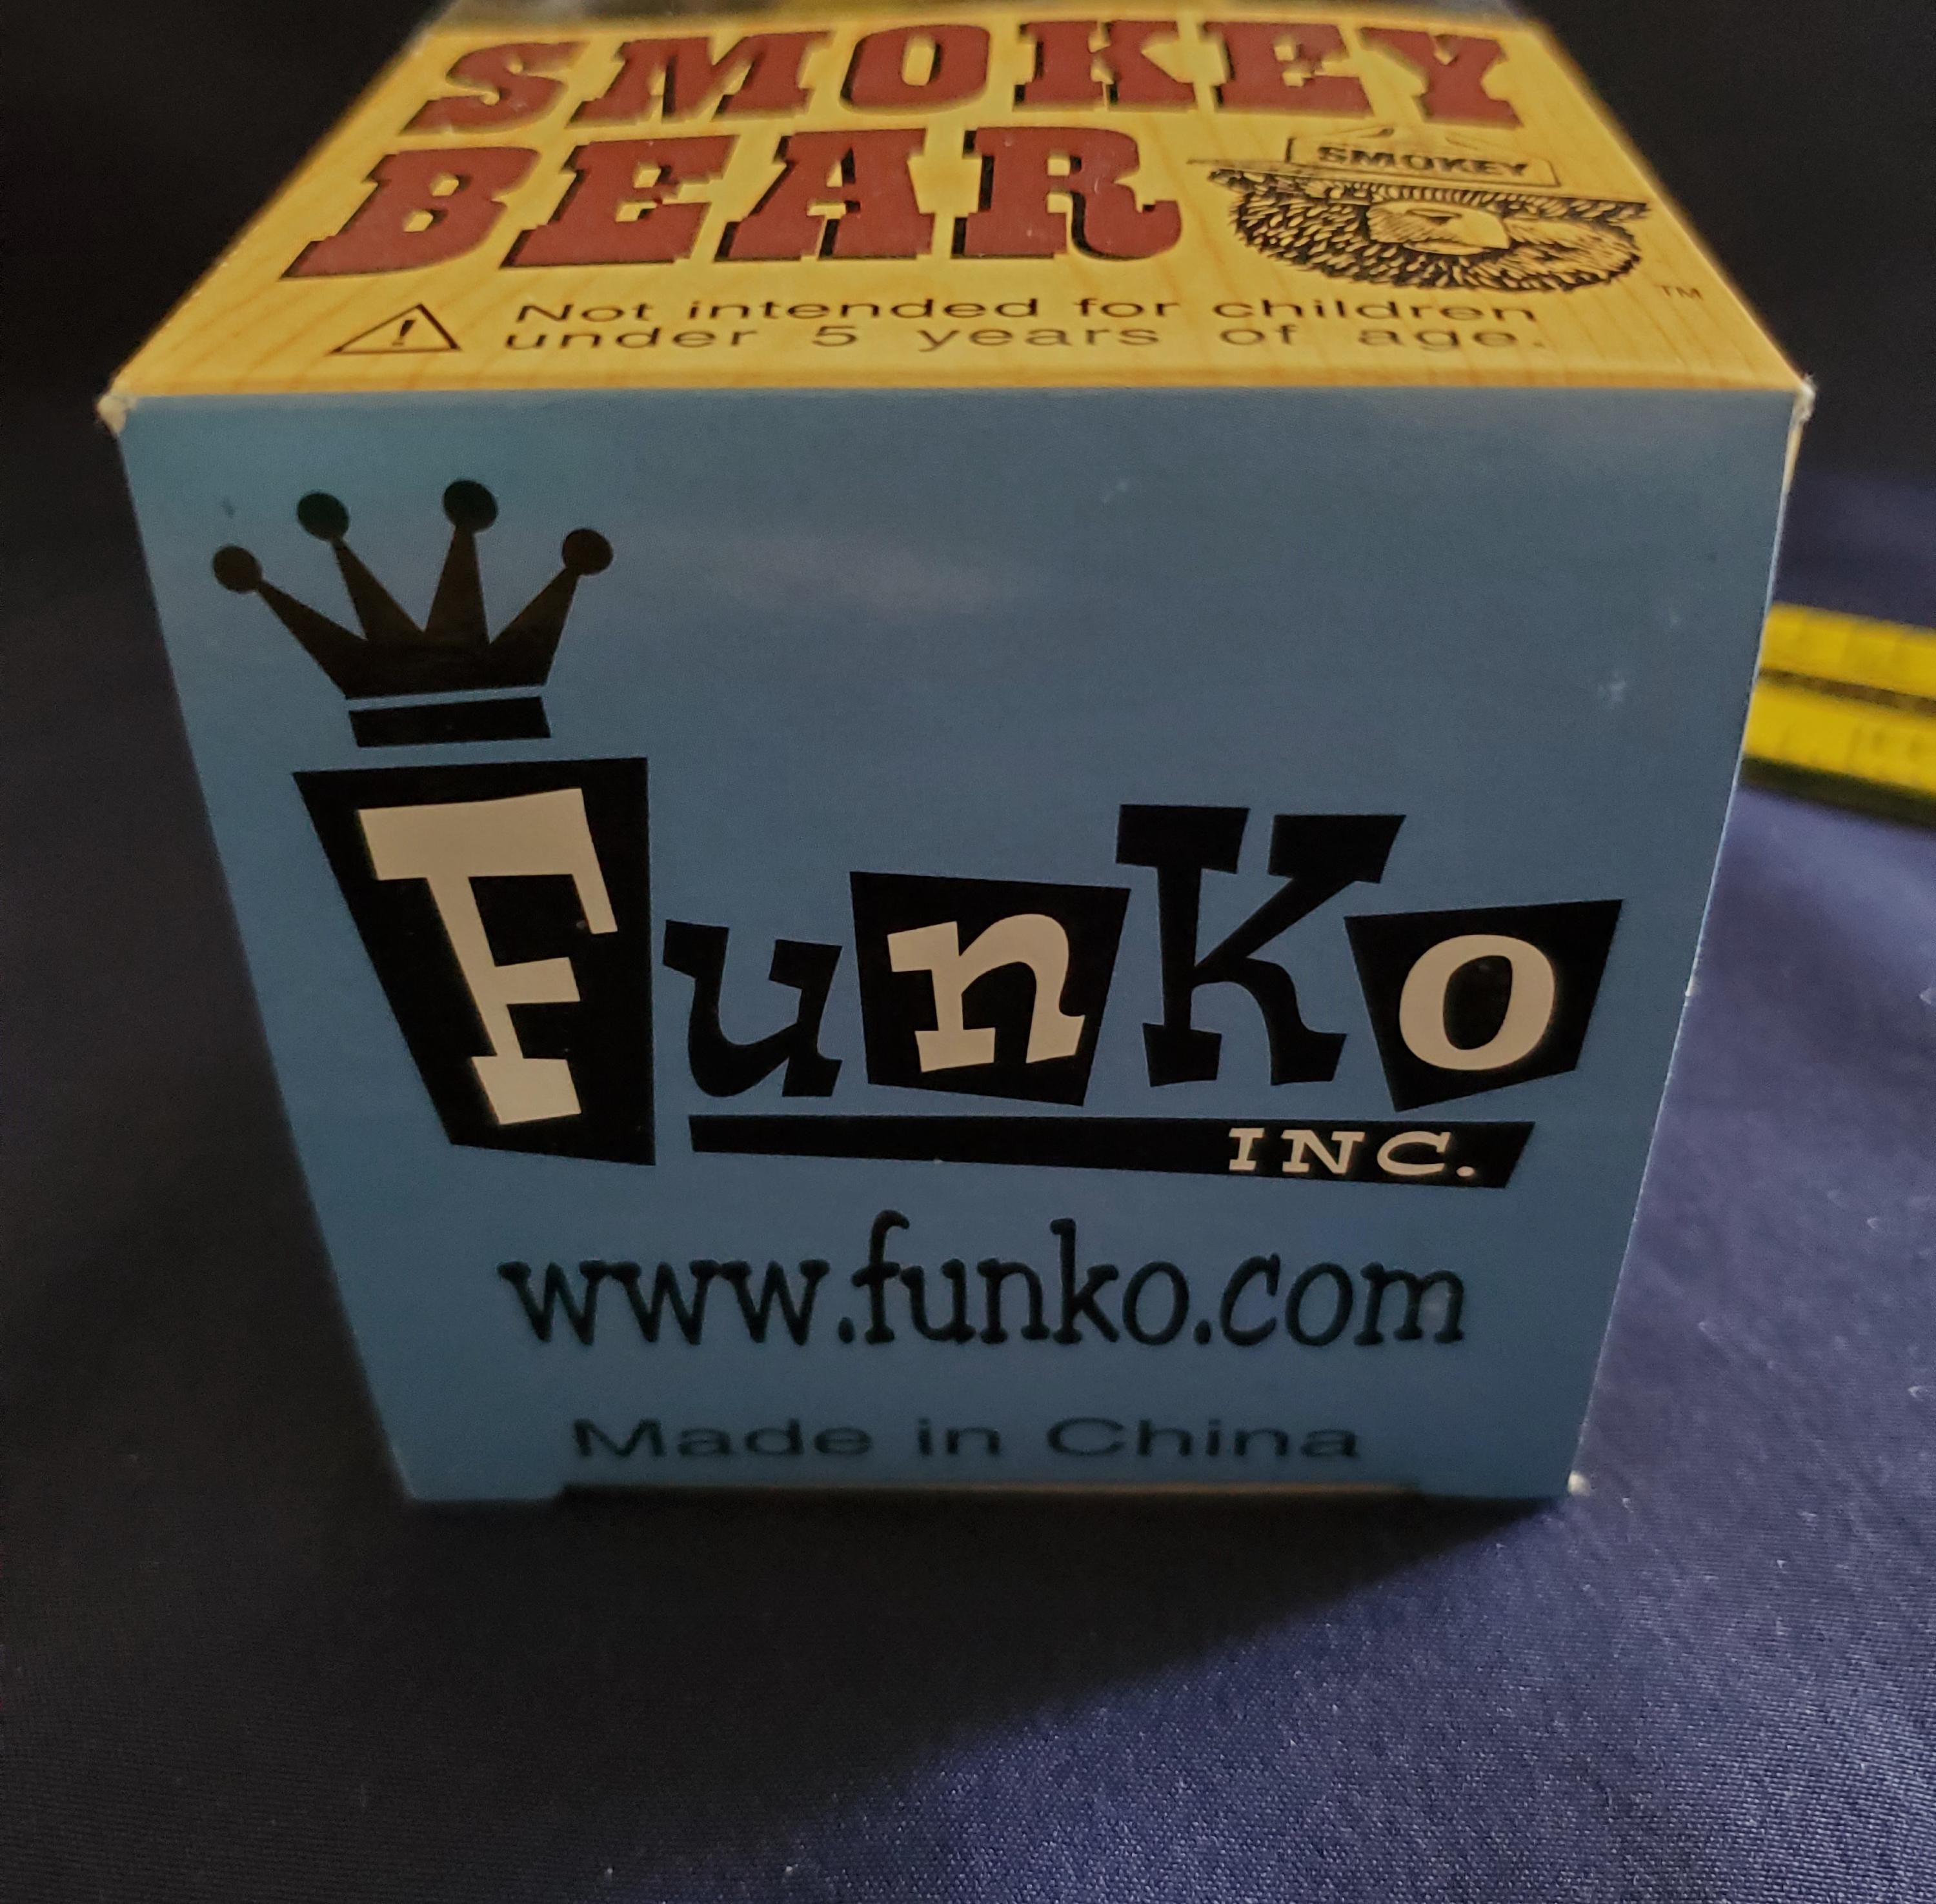 SMOKEY
BEAR
SMOKEY
TM
Not intended for children
under 5 years of age.
FunKo
INC.
www.funko.com
Made in China